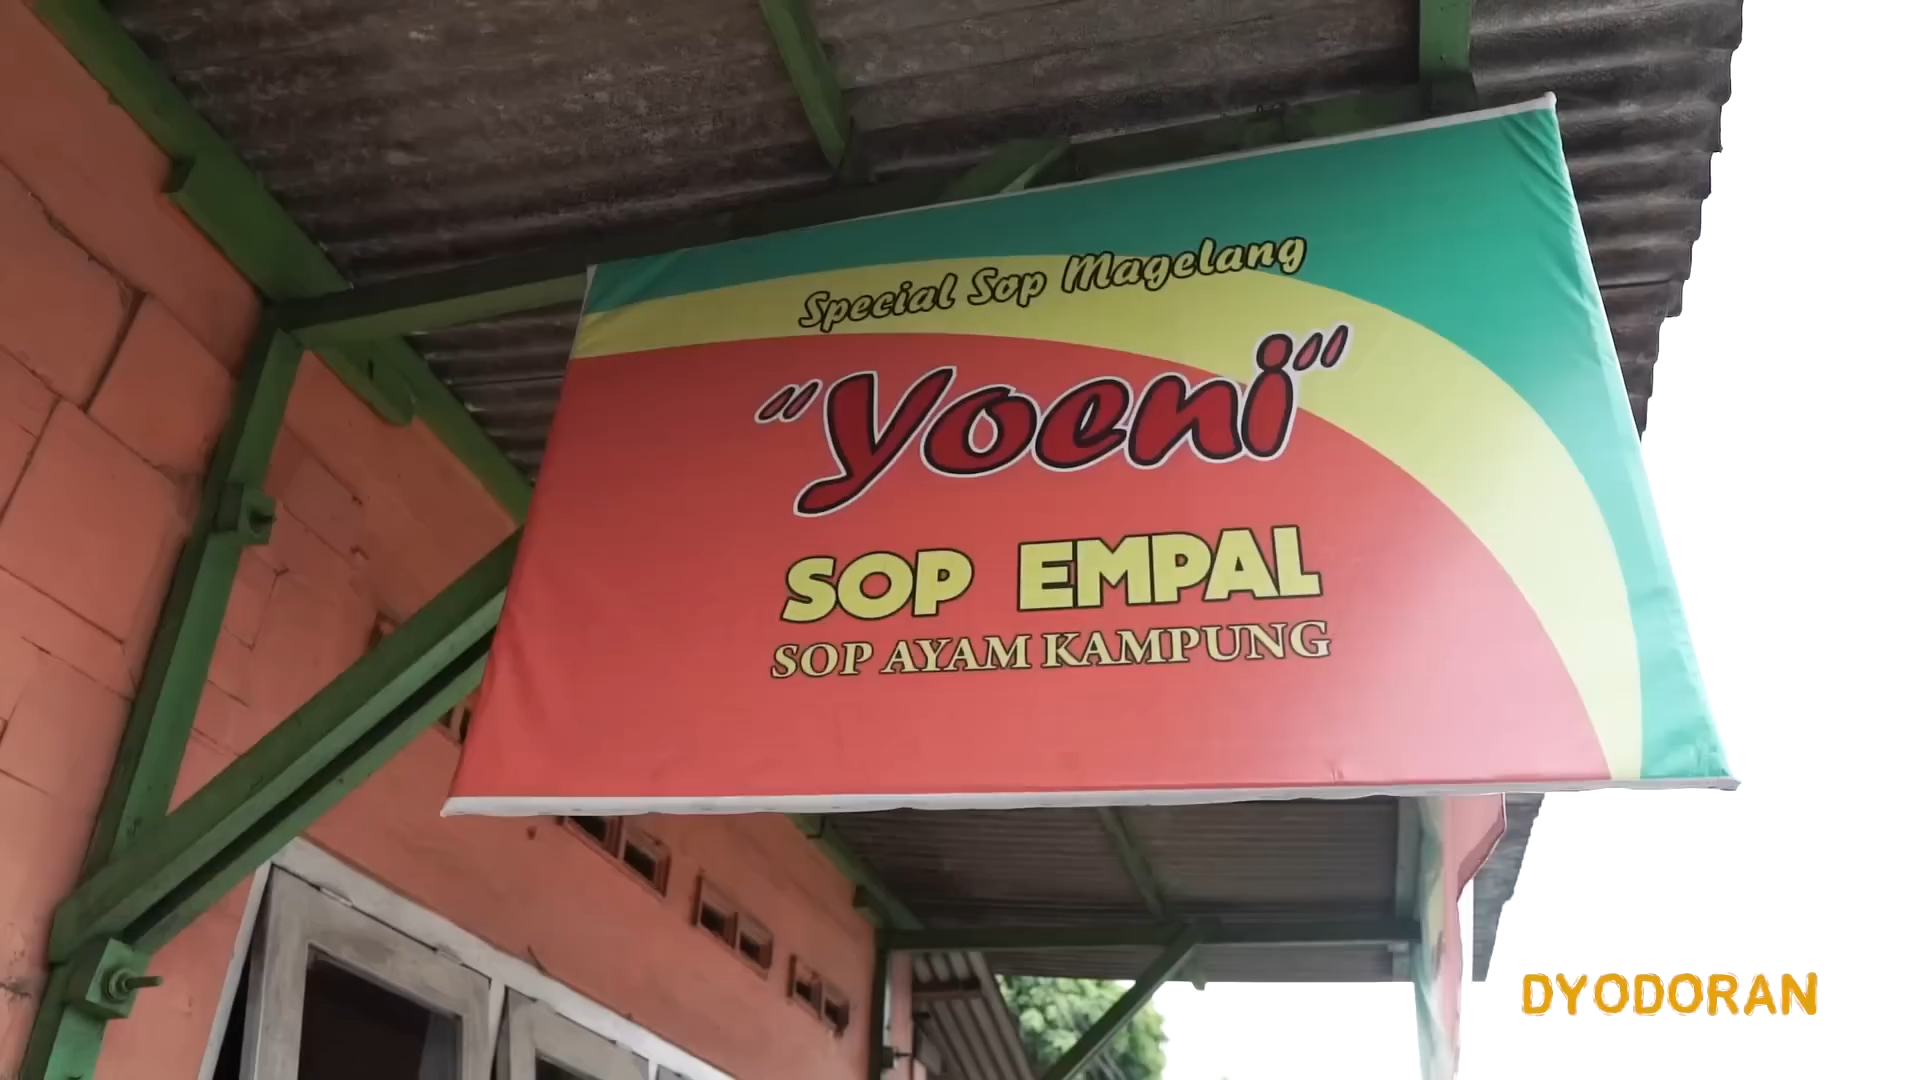 Special Sop Magelang
"Yoeni"
SOP EMPAL
SOP AYAM KAMPUNG
DYODORAN